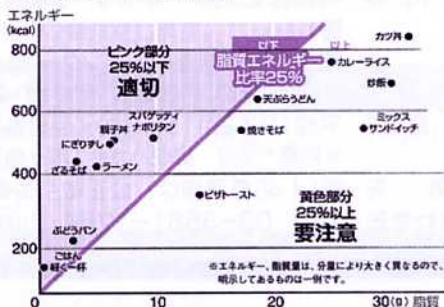 エネルギー
(kcal)
800
600
400
200
0
10
20
30(g) 脂質
ピンク部分
25%以下
適切
以下
以上
脂質エネルギー
比率25%
カツ丼
カレーライス
炒飯
天ぷらうどん
ミックス
サンドイッチ
焼きそば
スパゲッティ
ナポリタン
親子丼
にぎりずし
ざるそば
ラーメン
ピザトースト
ぶどうパン
ごはん
軽く一杯
黄色部分
25%以上
要注意
※エネルギー、脂質量は、分量により大きく異なるので、
明示してあるものは一例です。